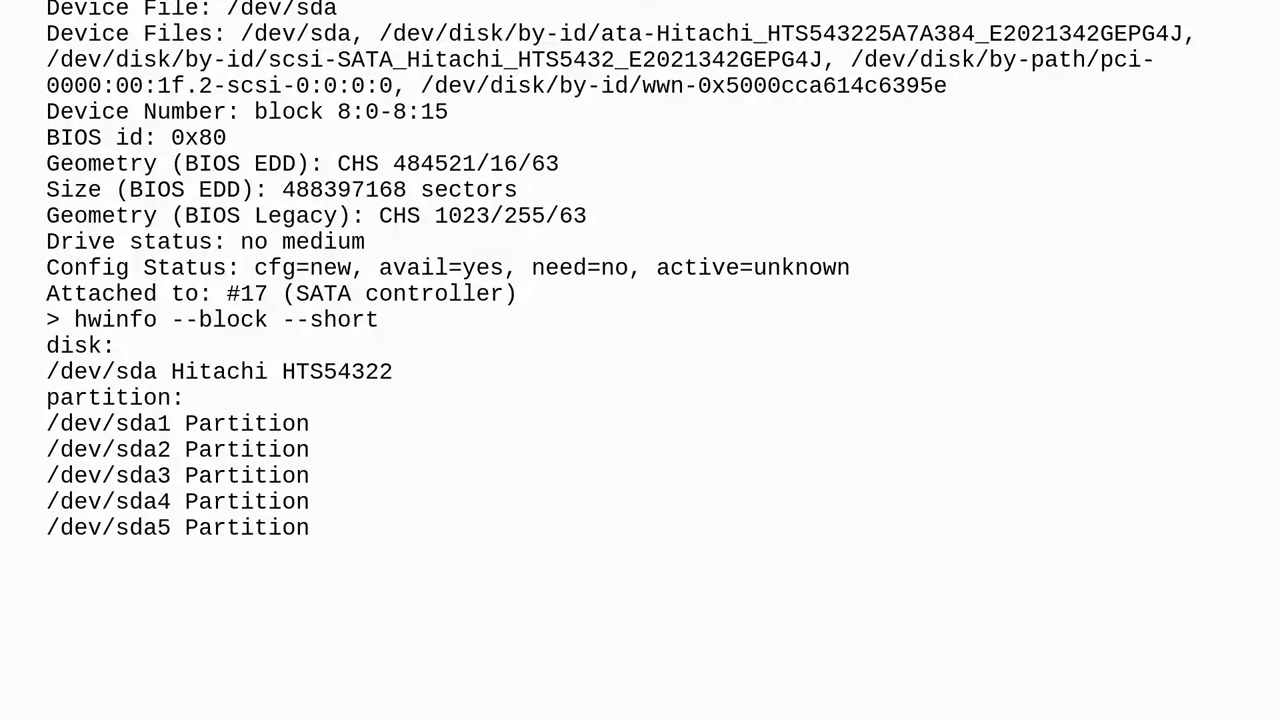 Device File: /dev/sda
Device Files: /dev/sda, /dev/disk/by-id/ata-Hitachi_HTS543225A7A384_E2021342GEPG4J,
/dev/disk/by-id/scsi-SATA_Hitachi_HTS5432_E2021342GEPG4J, /dev/disk/by-path/pci-
0000:00:1f.2-scsi-0:0:0:0, /dev/disk/by-id/wwn-0x5000cca614c6395e
Device Number: block 8:0-8:15
BIOS id: 0x80
Geometry (BIOS EDD): CHS 484521/16/63
Size (BIOS EDD): 488397168 sectors
Geometry (BIOS Legacy): CHS 1023/255/63
Drive status: no medium
Config Status: cfg=new, avail=yes, need=no, active=unknown
Attached to: #17 (SATA controller)
> hwinfo --block --short
disk:
/dev/sda Hitachi HTS54322
partition:
/dev/sda1 Partition
/dev/sda2 Partition
/dev/sda3 Partition
/dev/sda4 Partition
/dev/sda5 Partition